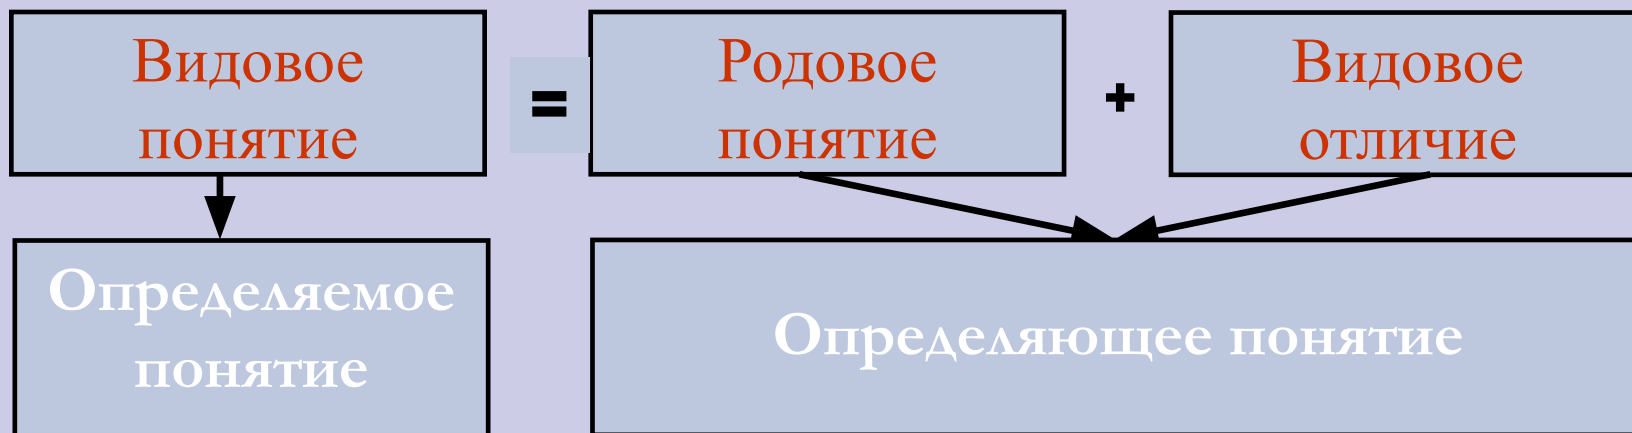 Видовое
понятие
=
Родовое
понятие
+
Видовое
отличие
Определяемое
понятие
Определяющее понятие